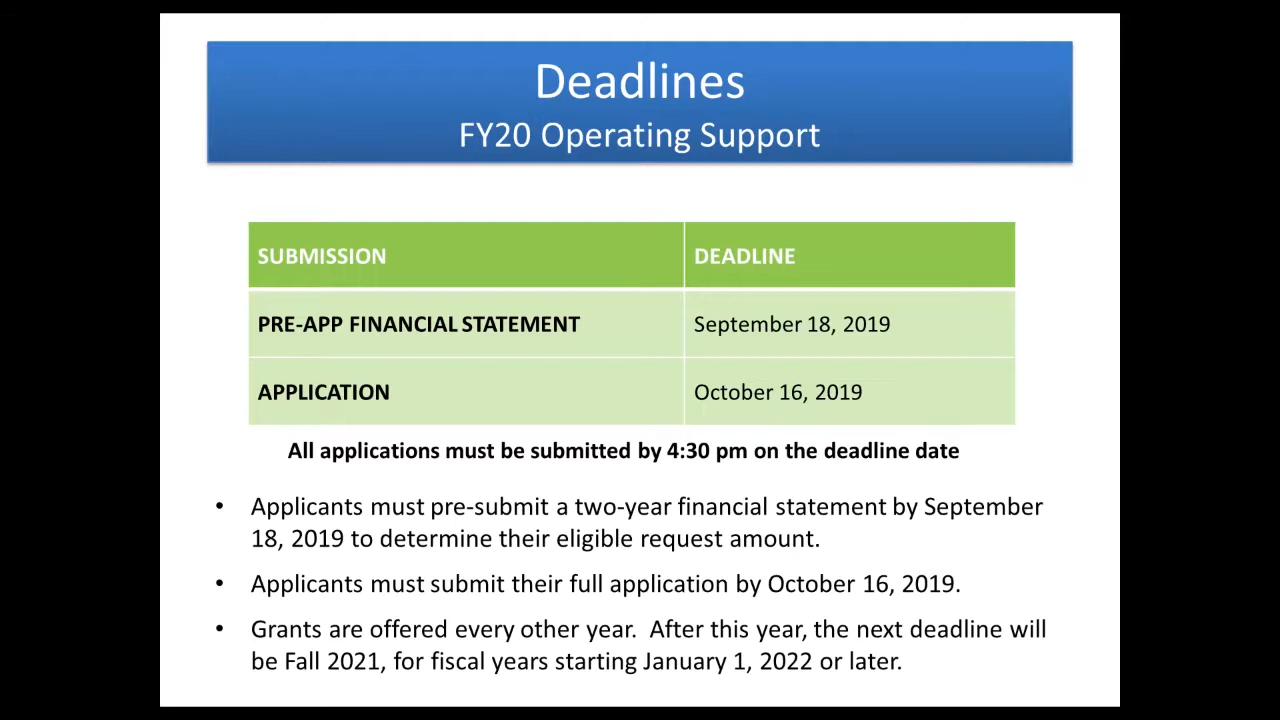 Deadlines
FY20 Operating Support
SUBMISSION DEADLINE
PRE-APP FINANCIAL STATEMENT September 18, 2019
APPLICATION October 16, 2019
All applications must be submitted by 4:30 pm on the deadline date
• Applicants must pre-submit a two-year financial statement by September
18, 2019 to determine their eligible request amount.
• Applicants must submit their full application by October 16, 2019.
• Grants are offered every other year.  After this year, the next deadline will
be Fall 2021, for fiscal years starting January 1, 2022 or later.